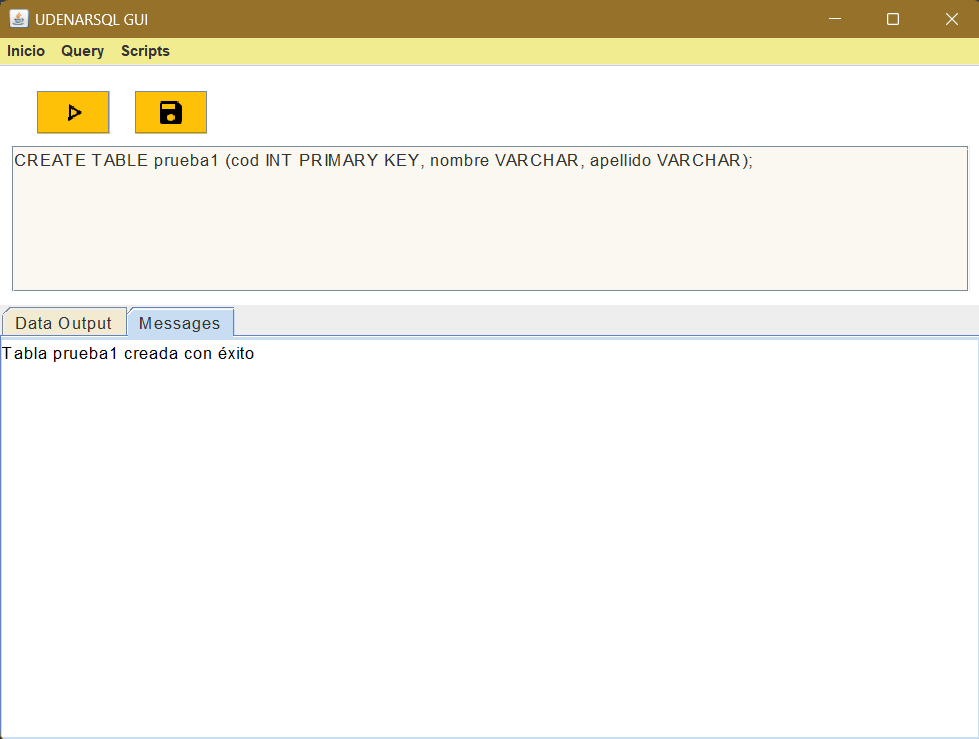 UDENARSQL GUI
Inicio Query Scripts
CREATE TABLE prueba1 (cod INT PRIMARY KEY, nombre VARCHAR, apellido VARCHAR);
Data Output Messages
Tabla prueba1 creada con éxito